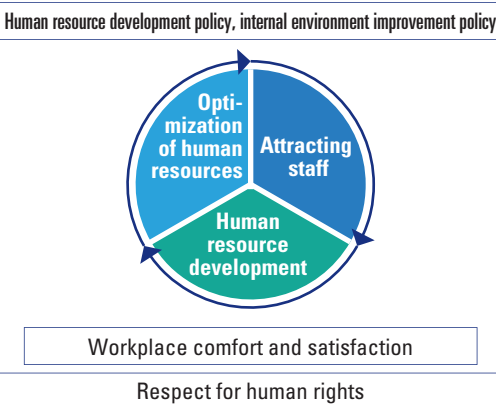 Human resource development policy, internal environment improvement policy
Opti-
mization
of human
resources
Attracting
staff
Human
resource
development
Workplace comfort and satisfaction
Respect for human rights